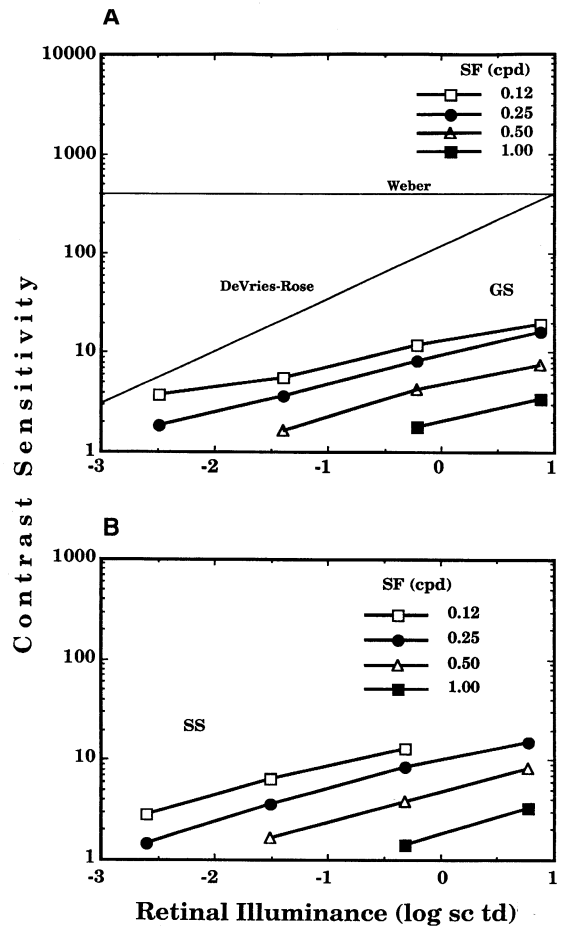 A
10000
SF (cpd)
0.12
0.25
0.50
1.00
1000
Weber
100
DeVries-Rose
GS
10
1
-3 -2 -1 0 1
Contrast Sensitivity
B
1000
SF (cpd)
0.12
0.25
0.50
1.00
100
SS
10
1
-3 -2 -1 0 1
Retinal Illuminance (log sc td)